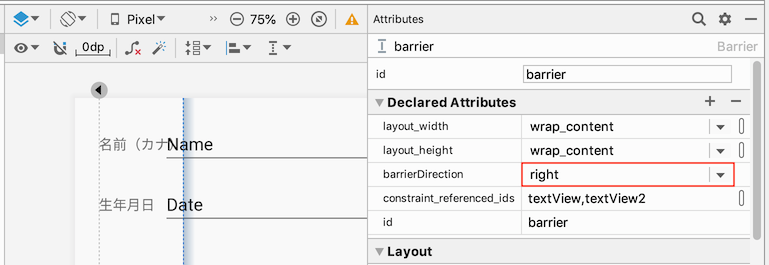 Pixel
75%
0dp
名前（カナ
Name
生年月日
Date
Attributes
barrier
Barrier
id
barrier
Declared Attributes
layout_width
wrap_content
layout_height
wrap_content
barrierDirection
right
constraint_referenced_ids
textView,textView2
id
barrier
Layout